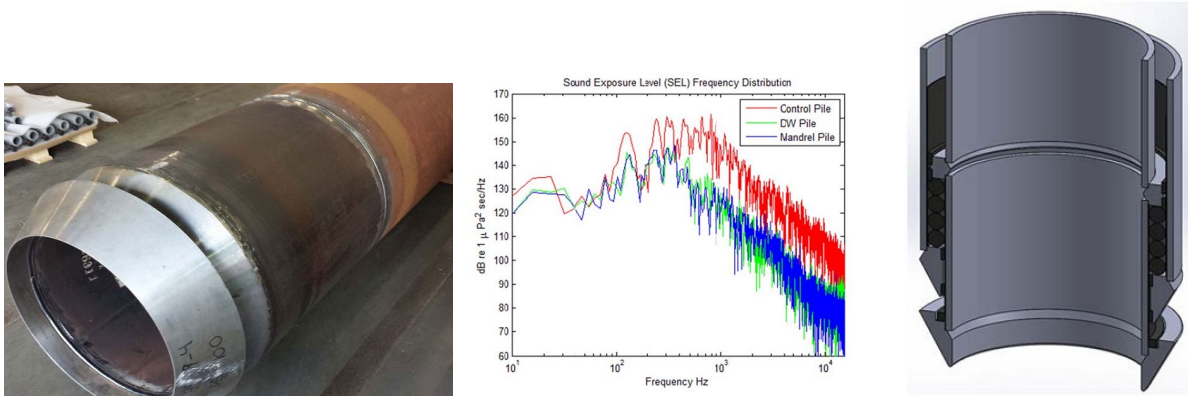 Sound Exposure Level (SEL) Frequency Distribution
170
160
150
140
130
120
110
100
90
80
70
60
dB re 1 μ Pa² sec/Hz
Control Pile
DW Pile
Mandrel Pile
10¹
10²
10³
10⁴
Frequency Hz